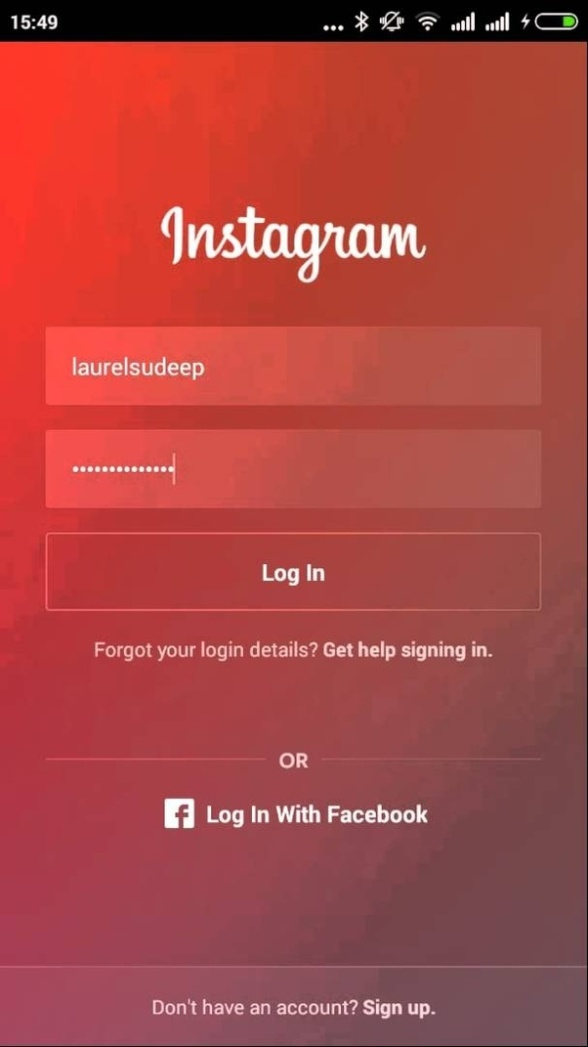 15:49
Instagram
laurelsudeep
••••••••••••••
Log In
Forgot your login details? Get help signing in.
OR
Log In With Facebook
Don't have an account? Sign up.